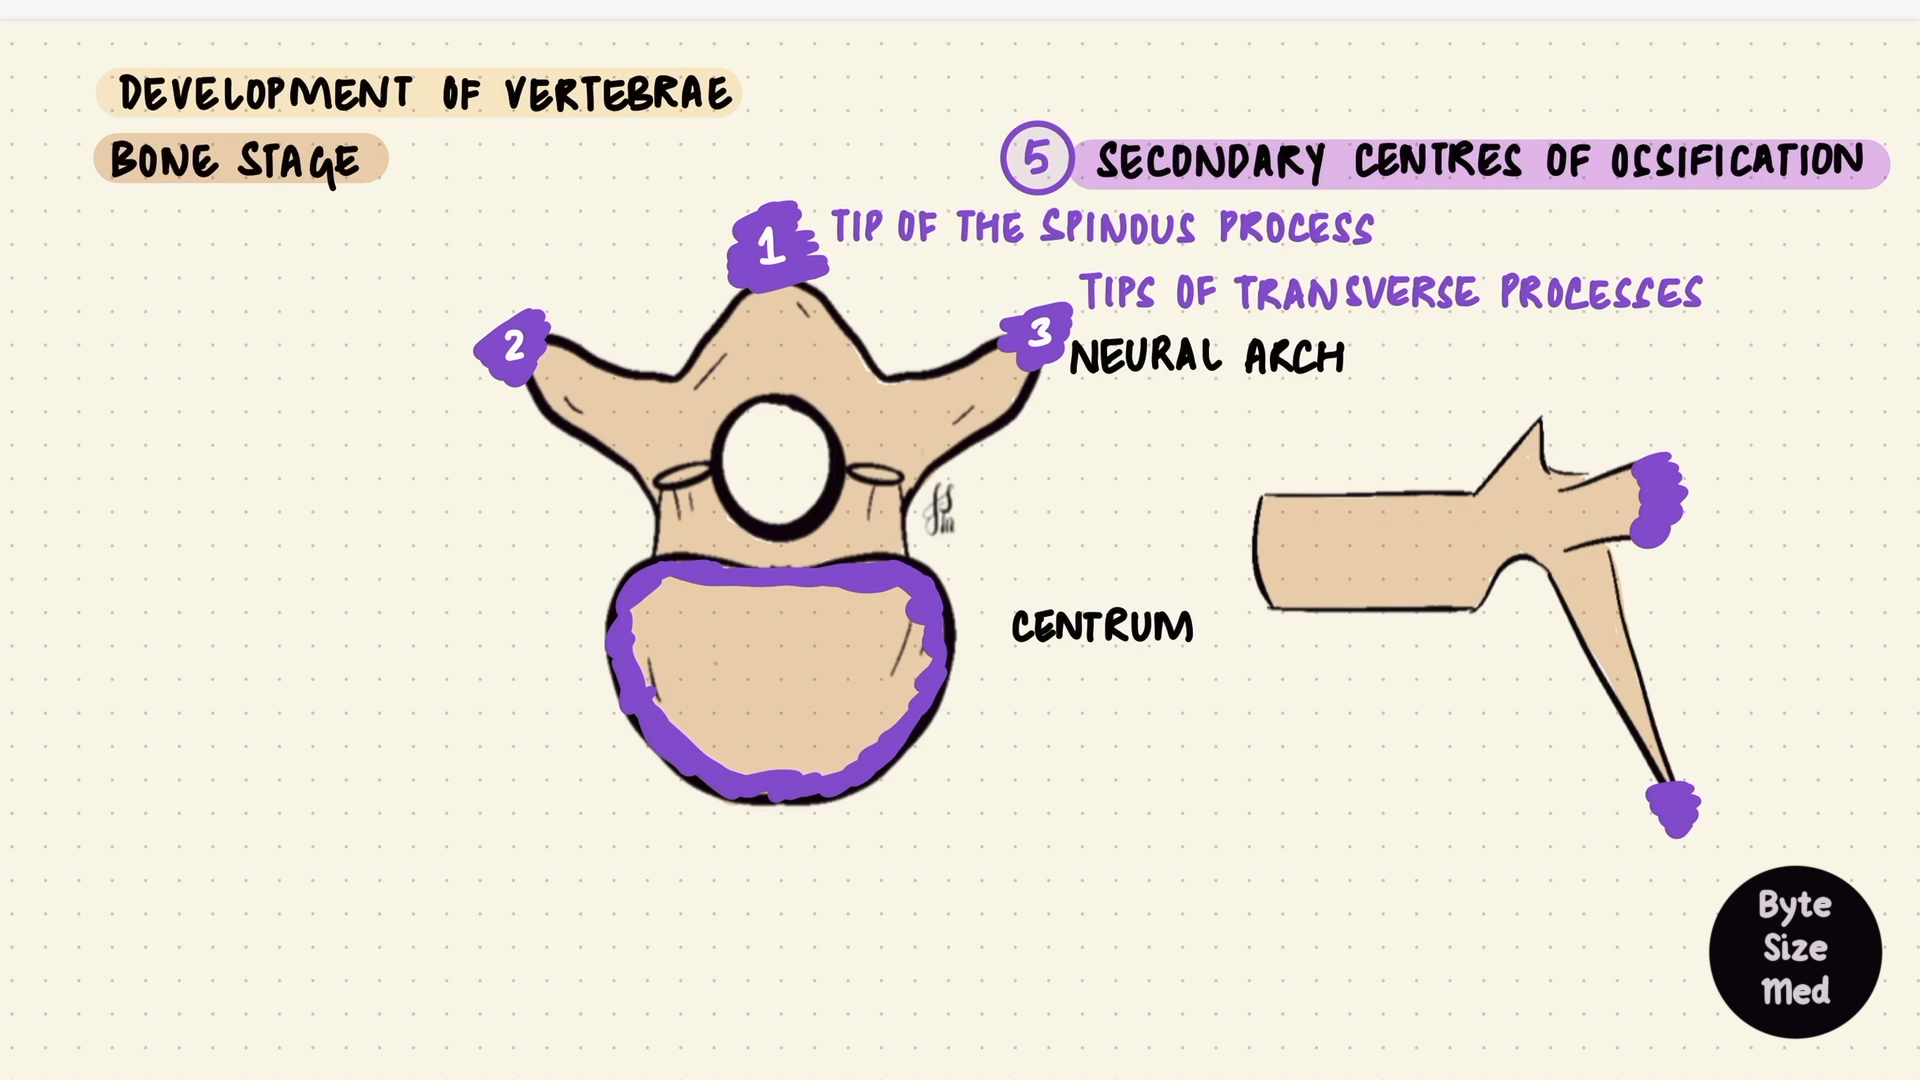 DEVELOPMENT OF VERTEBRAE
BONE STAGE
5 SECONDARY CENTRES OF OSSIFICATION
1 TIP OF THE SPINOUS PROCESS
TIPS OF TRANSVERSE PROCESSES
2
3
NEURAL ARCH
CENTRUM
Byte
Size
Med